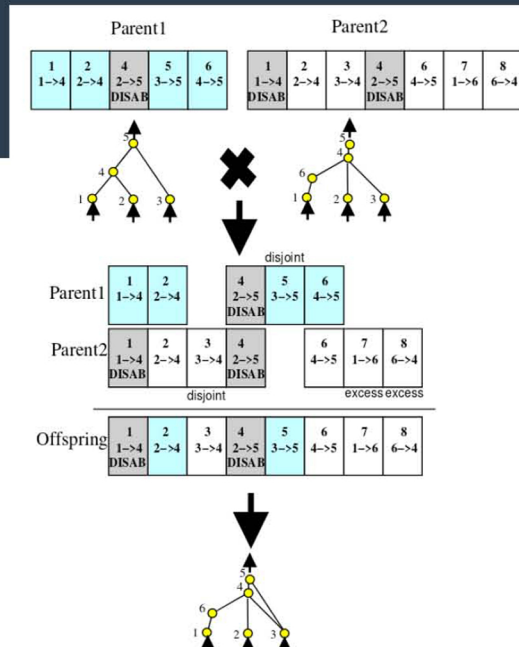 Parent1
Parent2
1 2 4 5 6
1->4 2->4 2->5 3->5 4->5
DISAB
1 2 3 4 6 7 8
1->4 2->4 3->4 2->5 4->5 1->6 6->4
DISAB DISAB
5
4
1 2 3
5
4
6
1 2 3
disjoint
Parent1
1 2 4 5 6
1->4 2->4 2->5 3->5 4->5
DISAB
Parent2
1 2 3 4 6 7 8
1->4 2->4 3->4 2->5 4->5 1->6 6->4
DISAB DISAB
disjoint
excess excess
Offspring
1 2 3 4 5 6 7 8
1->4 2->4 3->4 2->5 3->5 4->5 1->6 6->4
DISAB DISAB
5
4
6
1 2 3